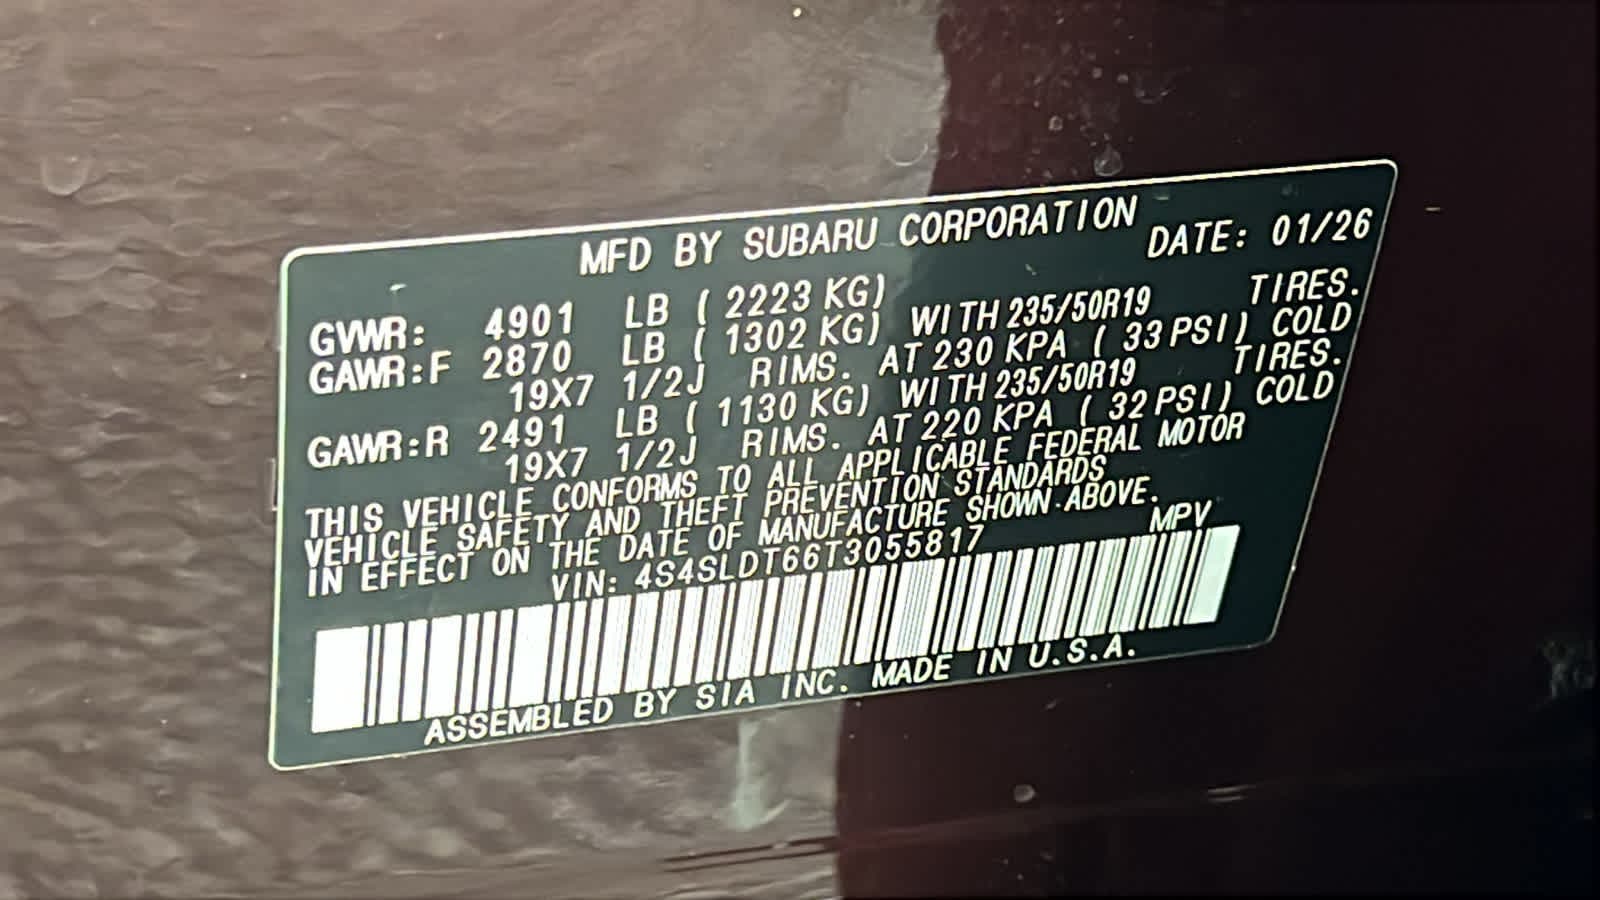 MFD BY SUBARU CORPORATION
DATE: 01/26
GVWR: 4901 LB ( 2223 KG)
GAWR:F 2870 LB ( 1302 KG) WITH 235/50R19 TIRES.
19X7 1/2J RIMS. AT 230 KPA ( 33 PSI) COLD
GAWR:R 2491 LB ( 1130 KG) WITH 235/50R19 TIRES.
19X7 1/2J RIMS. AT 220 KPA ( 32 PSI) COLD
THIS VEHICLE CONFORMS TO ALL APPLICABLE FEDERAL MOTOR
VEHICLE SAFETY AND THEFT PREVENTION STANDARDS
IN EFFECT ON THE DATE OF MANUFACTURE SHOWN ABOVE.
VIN: 4S4SLDT66T3055817 MPV
ASSEMBLED BY SIA INC. MADE IN U.S.A.